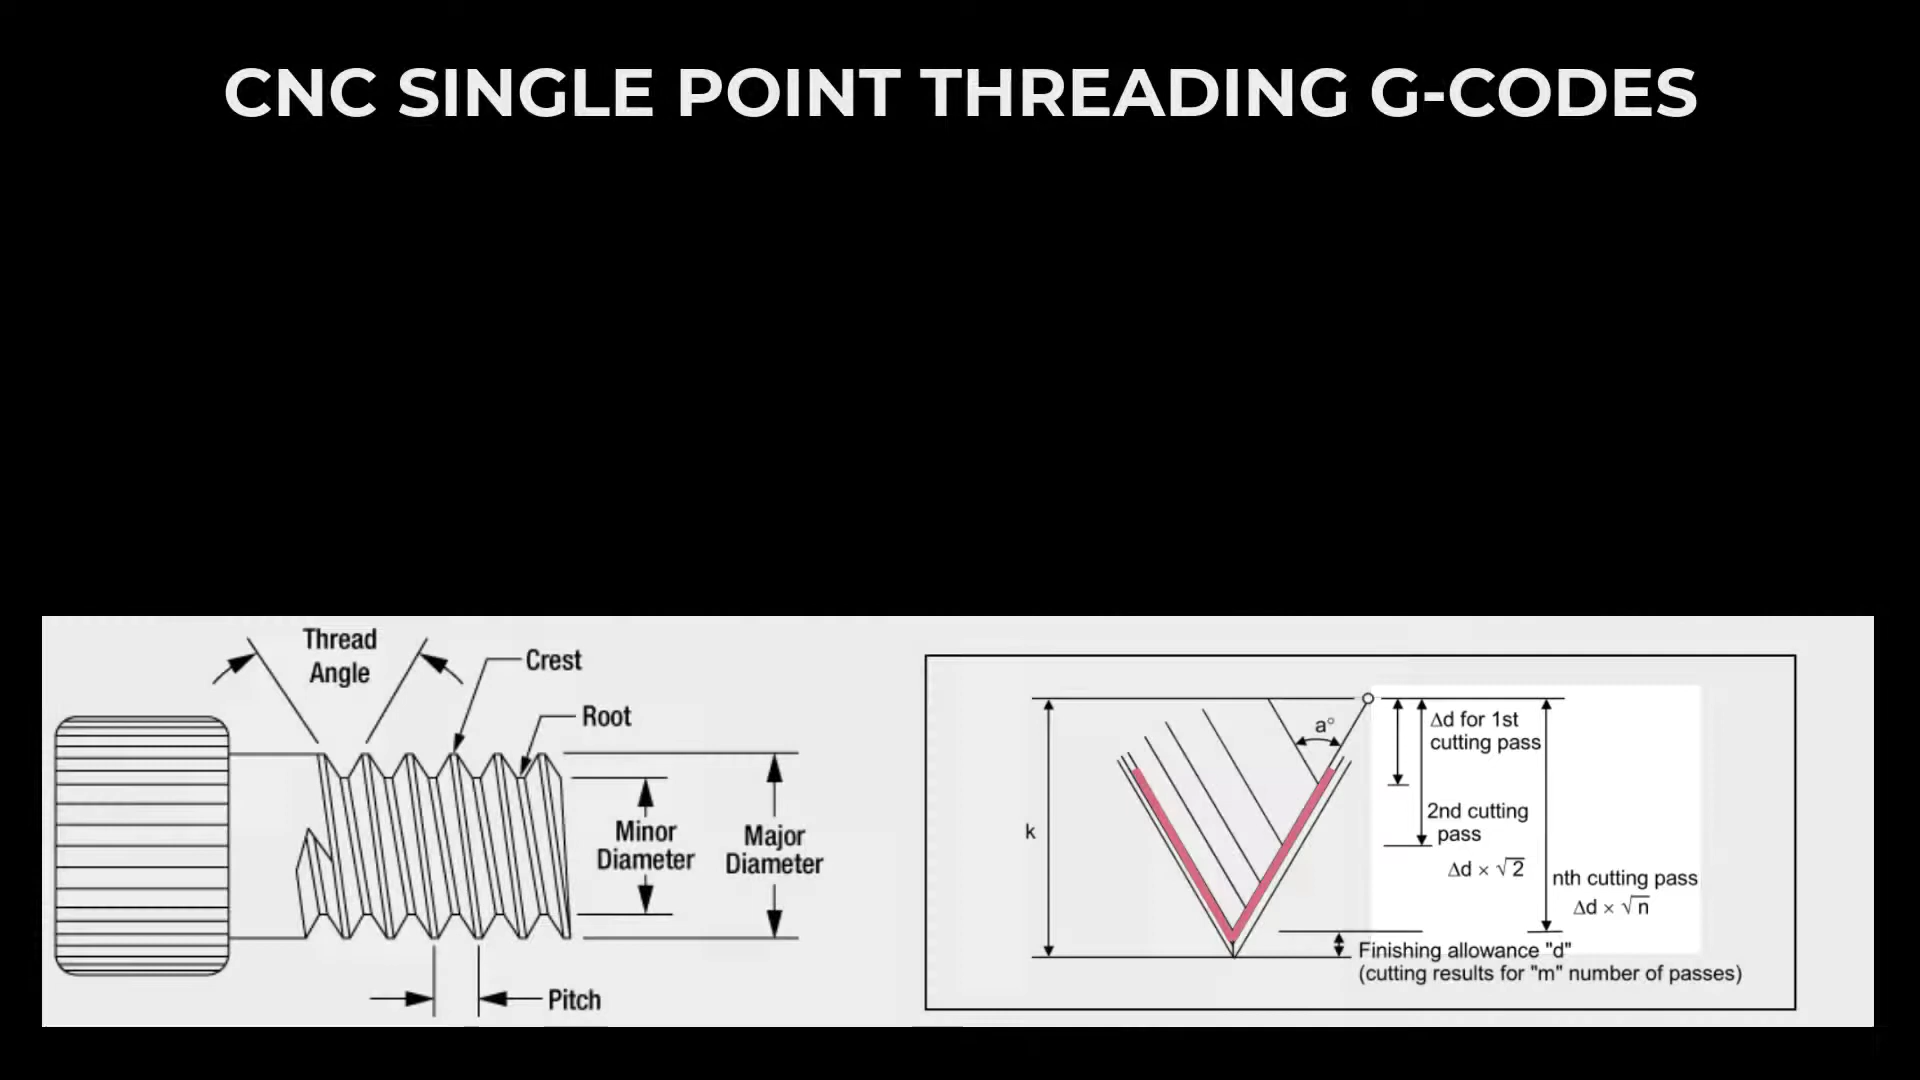 CNC SINGLE POINT THREADING G-CODES
Thread
Angle
Crest
Root
Minor
Diameter
Major
Diameter
Pitch
k
a°
Δd for 1st
cutting pass
2nd cutting
pass
Δd × √2
nth cutting pass
Δd × √n
Finishing allowance "d"
(cutting results for "m" number of passes)